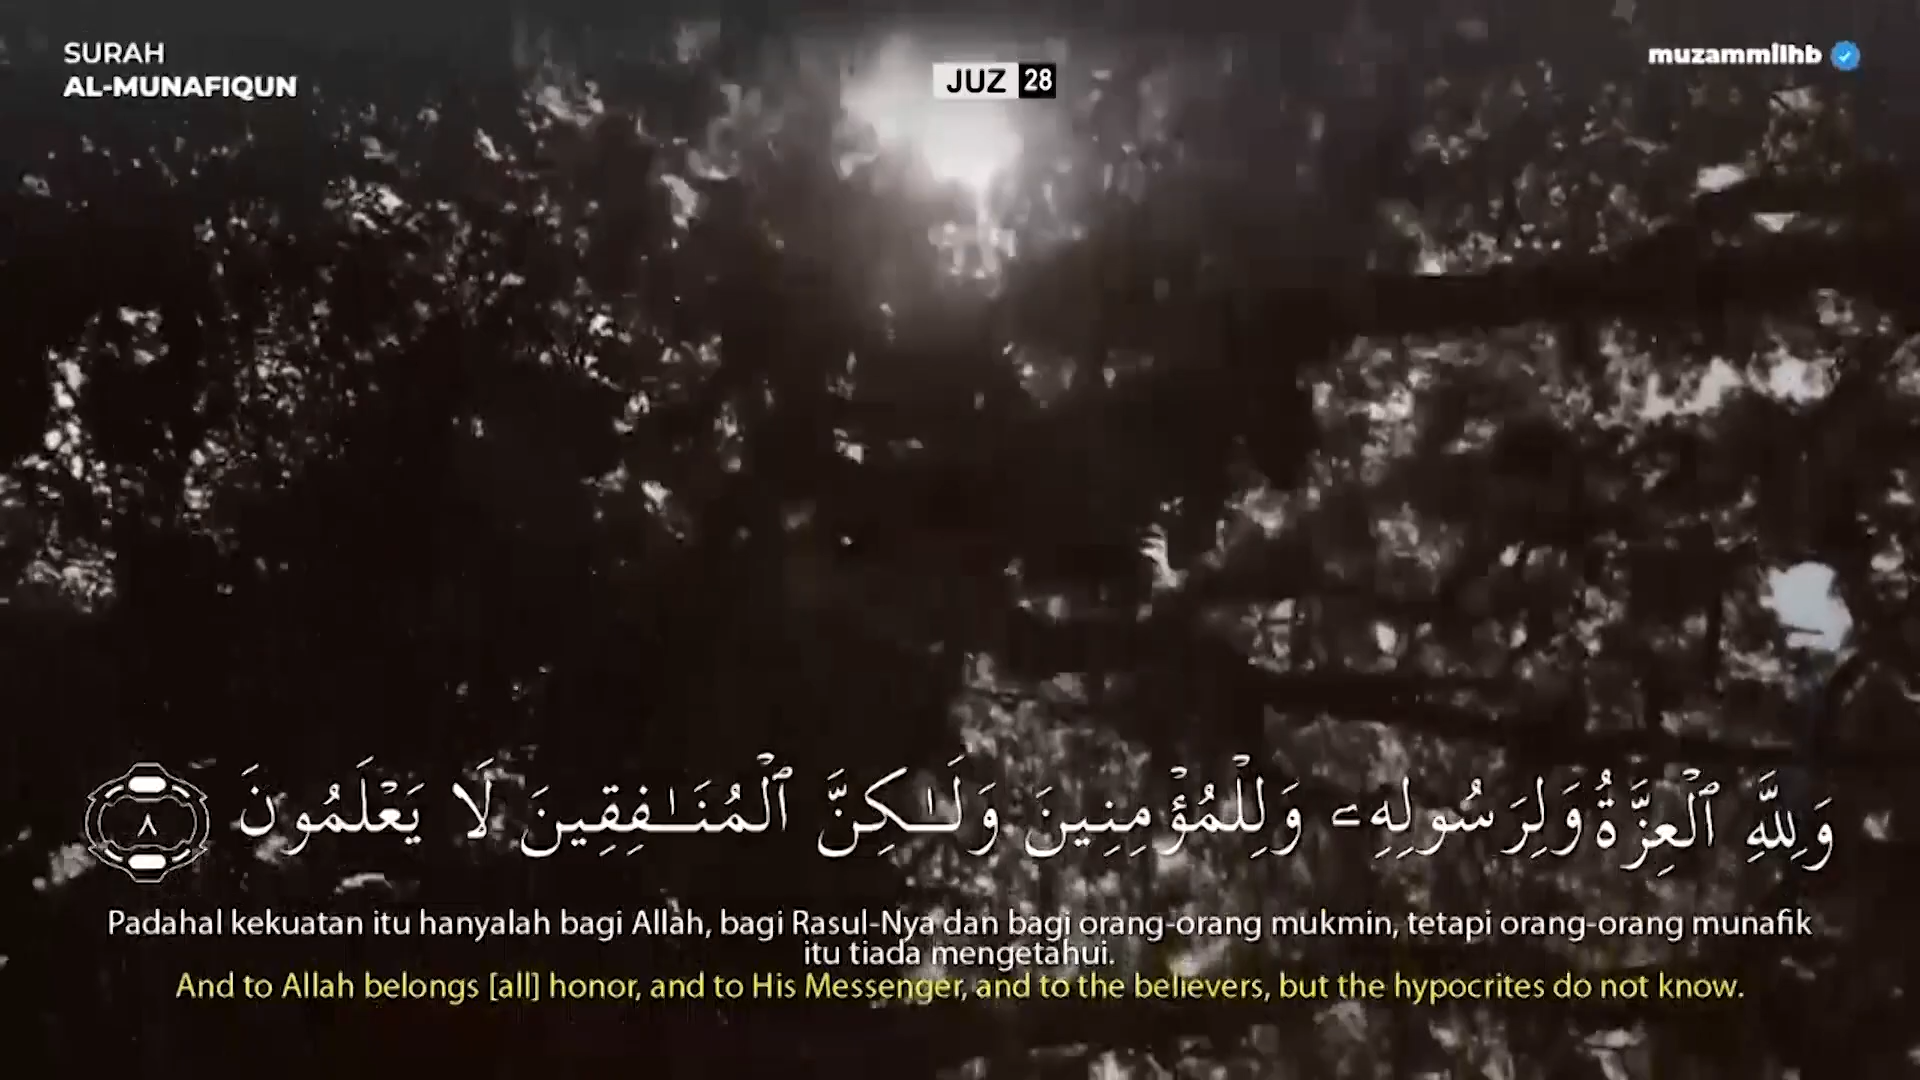 SURAH
AL-MUNAFIQUN
JUZ 28
muzammilhb
وَلِلَّهِ ٱلْعِزَّةُ وَلِرَسُولِهِۦ وَلِلْمُؤْمِنِينَ وَلَـٰكِنَّ ٱلْمُنَـٰفِقِينَ لَا يَعْلَمُونَ ٨
Padahal kekuatan itu hanyalah bagi Allah, bagi Rasul-Nya dan bagi orang-orang mukmin, tetapi orang-orang munafik
itu tiada mengetahui.
And to Allah belongs [all] honor, and to His Messenger, and to the believers, but the hypocrites do not know.